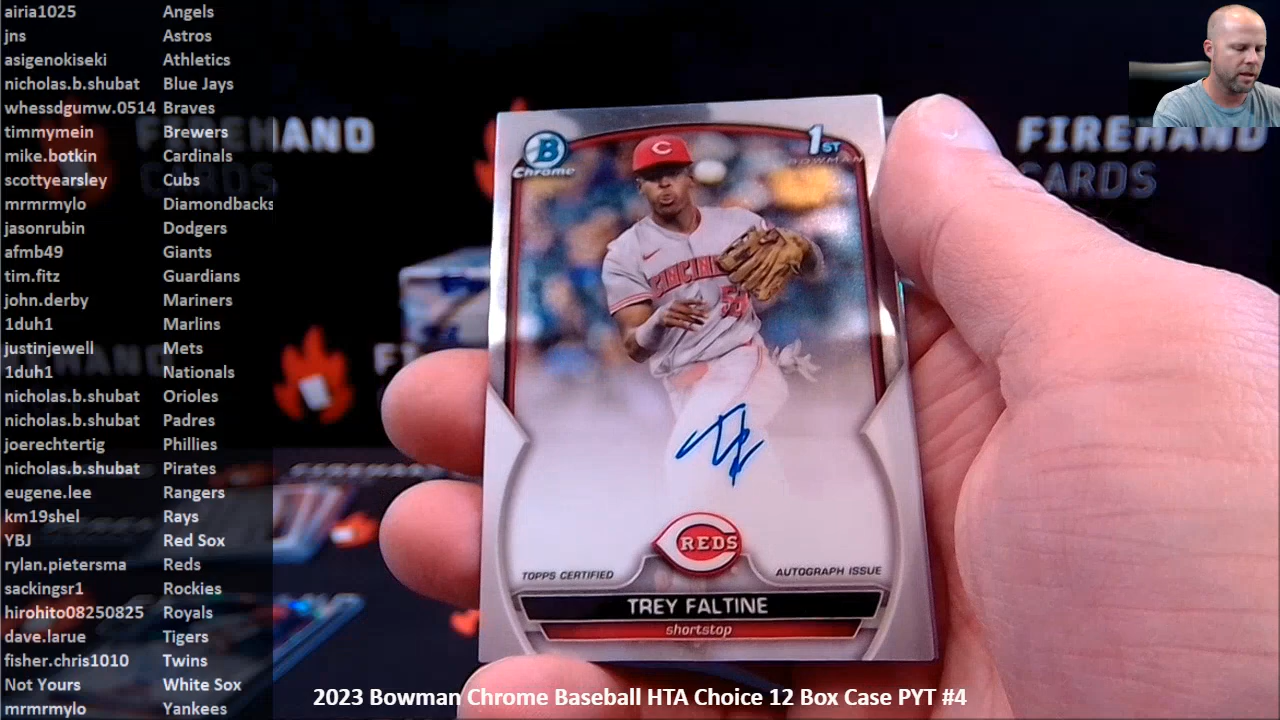 airia1025 Angels
jns Astros
asigenokiseki Athletics
nicholas.b.shubat Blue Jays
whessdgumw.0514 Braves
timmymein Brewers
mike.botkin Cardinals
scottyearsley Cubs
mrmrmylo Diamondbacks
jasonrubin Dodgers
afmb49 Giants
tim.fitz Guardians
john.derby Mariners
1duh1 Marlins
justinjewell Mets
1duh1 Nationals
nicholas.b.shubat Orioles
nicholas.b.shubat Padres
joerechtertig Phillies
nicholas.b.shubat Pirates
eugene.lee Rangers
km19shel Rays
YBJ Red Sox
rylan.pietersma Reds
sackingsr1 Rockies
hirohito08250825 Royals
dave.larue Tigers
fisher.chris1010 Twins
Not Yours White Sox
mrmrmylo Yankees
FIREHAND
CARDS
FIREHAND
CARDS
B
Chrome
1ST
BOWMAN
C
CINCINN
REDS
TOPPS CERTIFIED
AUTOGRAPH ISSUE
TREY FALTINE
shortstop
2023 Bowman Chrome Baseball HTA Choice 12 Box Case PYT #4